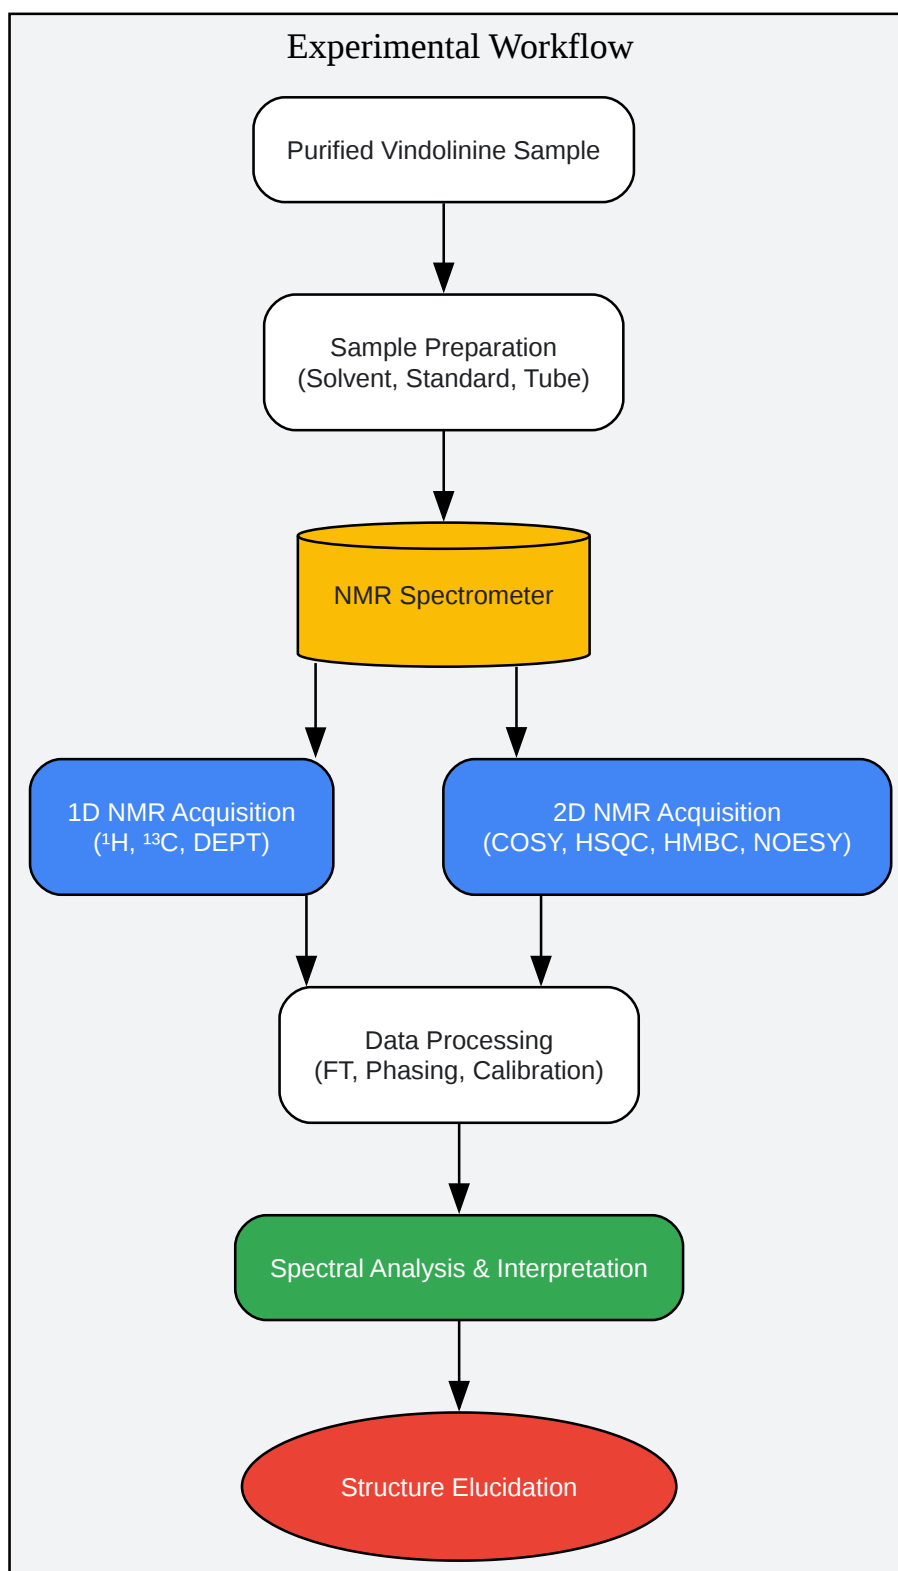 Experimental Workflow
Purified Vindolinine Sample
Sample Preparation
(Solvent, Standard, Tube)
NMR Spectrometer
1D NMR Acquisition
(¹H, ¹³C, DEPT)
2D NMR Acquisition
(COSY, HSQC, HMBC, NOESY)
Data Processing
(FT, Phasing, Calibration)
Spectral Analysis & Interpretation
Structure Elucidation